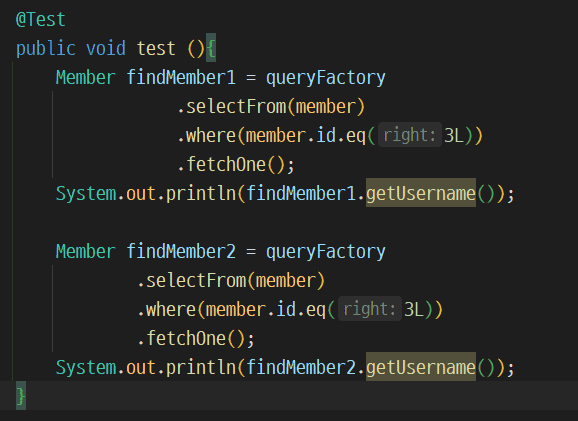 @Test
public void test (){
Member findMember1 = queryFactory
.selectFrom(member)
.where(member.id.eq( right: 3L))
.fetchOne();
System.out.println(findMember1.getUsername());
Member findMember2 = queryFactory
.selectFrom(member)
.where(member.id.eq( right: 3L))
.fetchOne();
System.out.println(findMember2.getUsername());
}